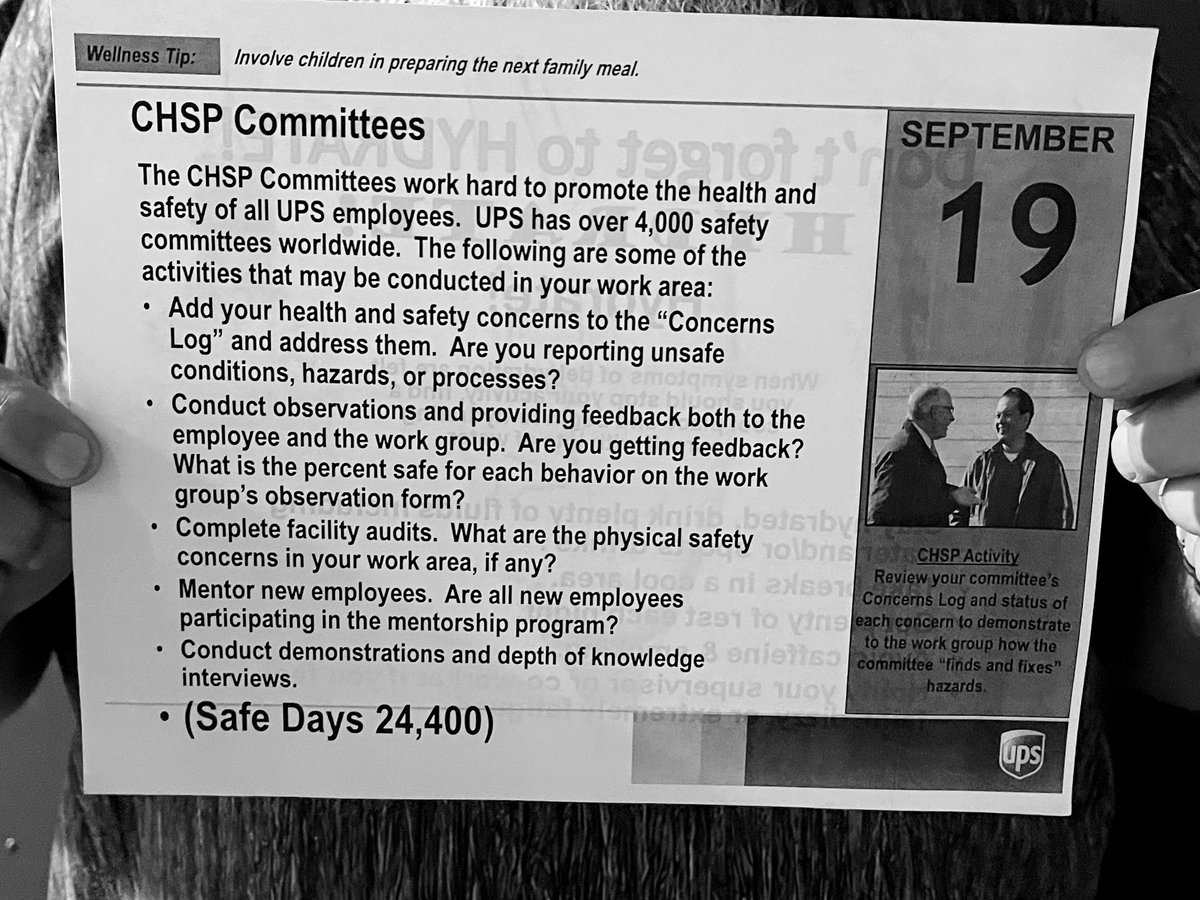 Wellness Tip: Involve children in preparing the next family meal.
CHSP Committees
The CHSP Committees work hard to promote the health and
safety of all UPS employees. UPS has over 4,000 safety
committees worldwide. The following are some of the
activities that may be conducted in your work area:
• Add your health and safety concerns to the “Concerns
Log” and address them. Are you reporting unsafe
conditions, hazards, or processes?
• Conduct observations and providing feedback both to the
employee and the work group. Are you getting feedback?
What is the percent safe for each behavior on the work
group’s observation form?
• Complete facility audits. What are the physical safety
concerns in your work area, if any?
• Mentor new employees. Are all new employees
participating in the mentorship program?
• Conduct demonstrations and depth of knowledge
interviews.
• (Safe Days 24,400)
SEPTEMBER
19
CHSP Activity
Review your committee’s
Concerns Log and status of
each concern to demonstrate
to the work group how the
committee “finds and fixes”
hazards.
ups